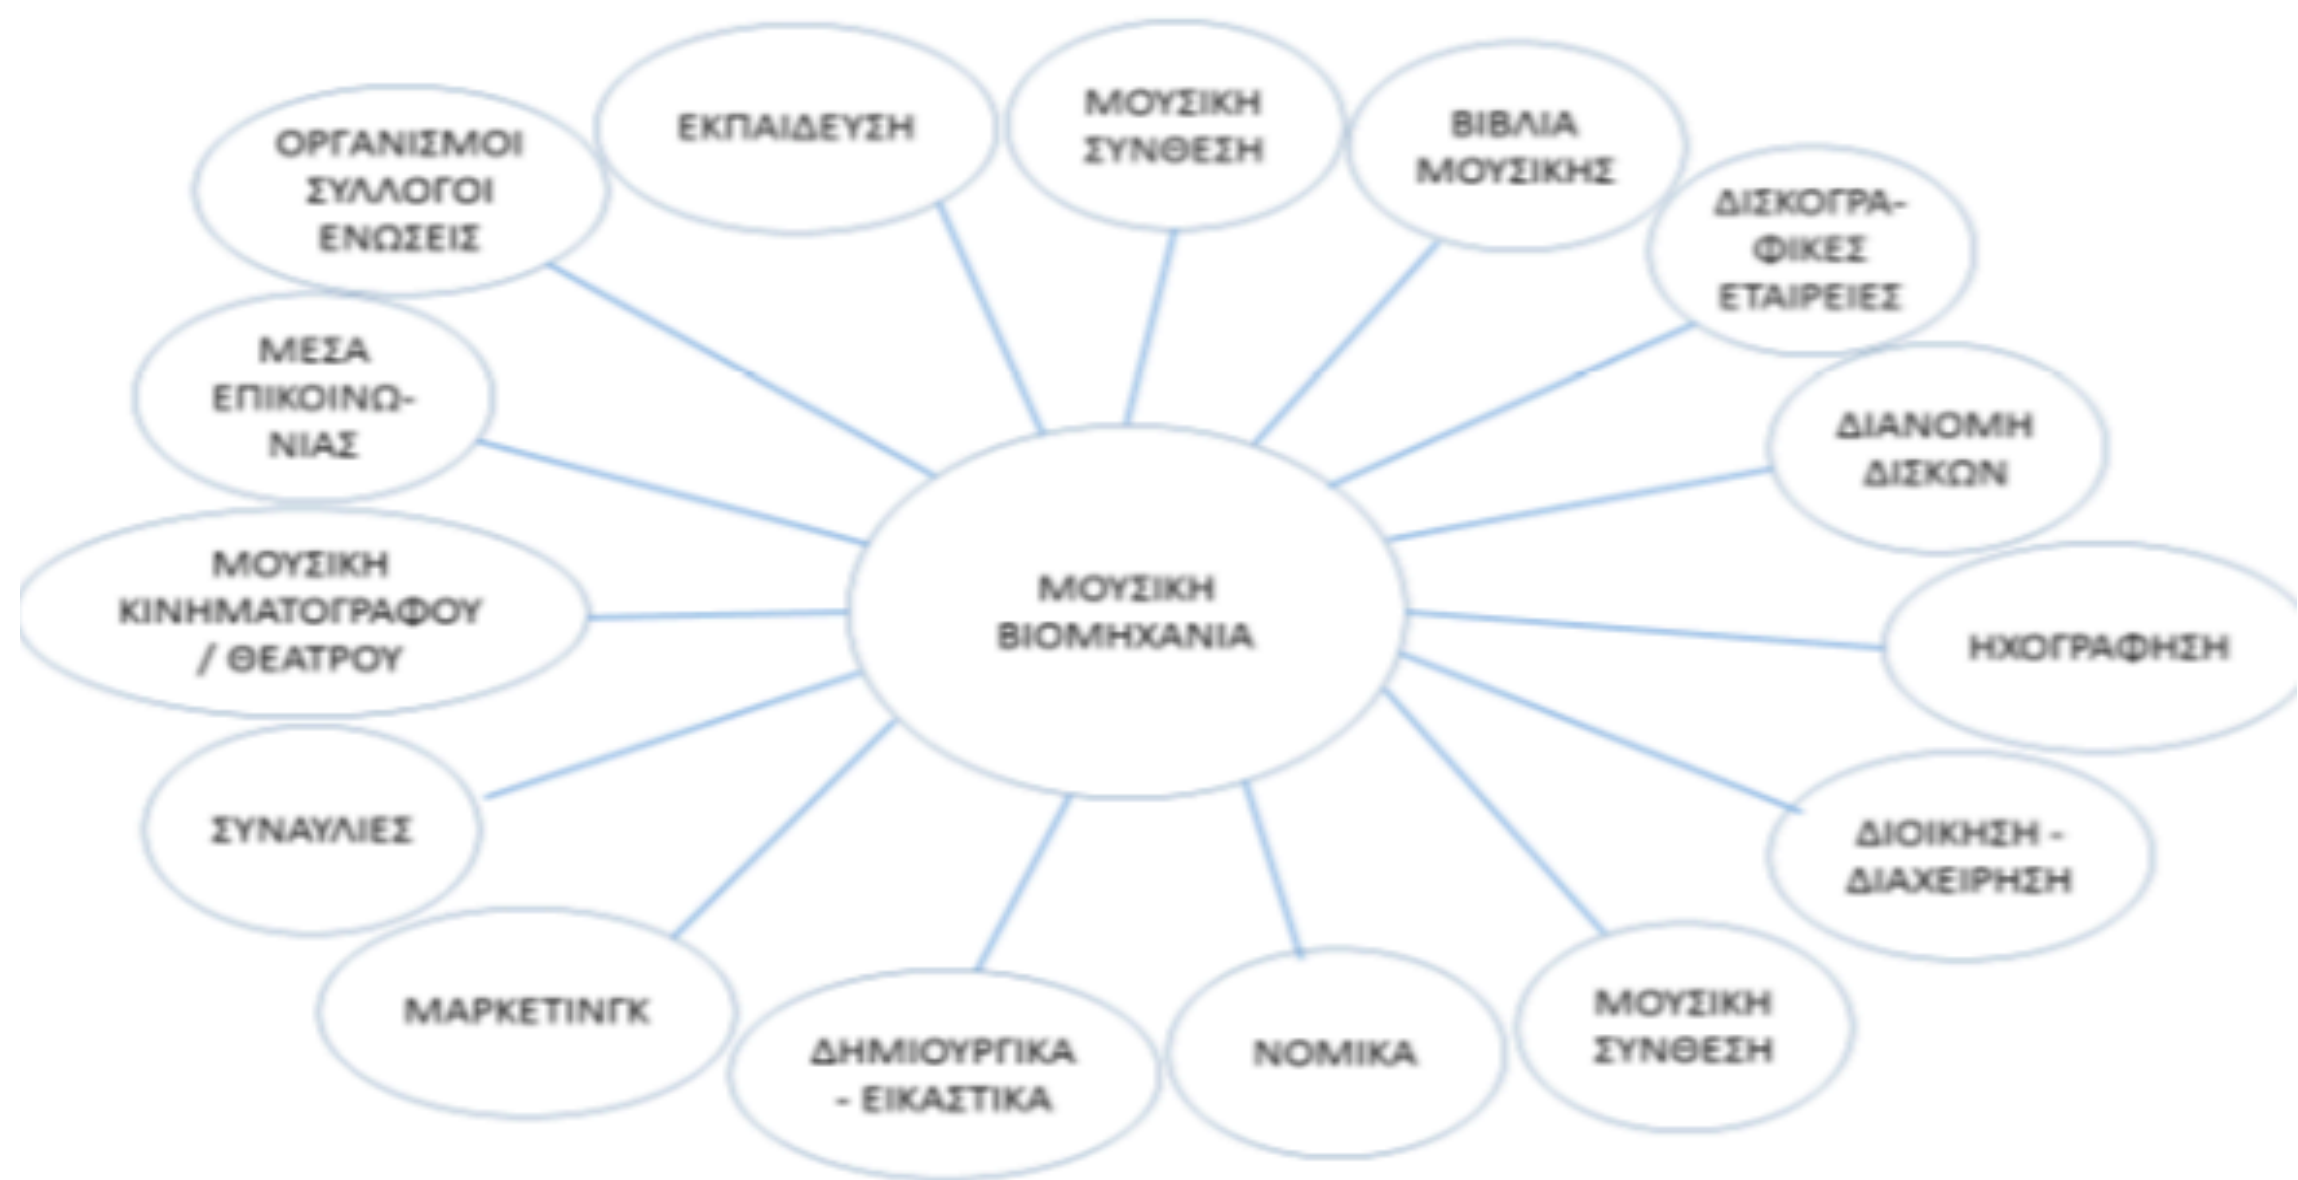 ΕΚΠΑΙΔΕΥΣΗ
ΜΟΥΣΙΚΗ
ΣΥΝΘΕΣΗ
ΒΙΒΛΙΑ
ΜΟΥΣΙΚΗΣ
ΟΡΓΑΝΙΣΜΟΙ
ΣΥΛΛΟΓΟΙ
ΕΝΩΣΕΙΣ
ΔΙΣΚΟΓΡΑ-
ΦΙΚΕΣ
ΕΤΑΙΡΕΙΕΣ
ΜΕΣΑ
ΕΠΙΚΟΙΝΩ-
ΝΙΑΣ
ΔΙΑΝΟΜΗ
ΔΙΣΚΩΝ
ΜΟΥΣΙΚΗ
ΚΙΝΗΜΑΤΟΓΡΑΦΟΥ
/ ΘΕΑΤΡΟΥ
ΜΟΥΣΙΚΗ
ΒΙΟΜΗΧΑΝΙΑ
ΗΧΟΓΡΑΦΗΣΗ
ΣΥΝΑΥΛΙΕΣ
ΔΙΟΙΚΗΣΗ -
ΔΙΑΧΕΙΡΗΣΗ
ΜΑΡΚΕΤΙΝΓΚ
ΔΗΜΙΟΥΡΓΙΚΑ
- ΕΙΚΑΣΤΙΚΑ
ΝΟΜΙΚΑ
ΜΟΥΣΙΚΗ
ΣΥΝΘΕΣΗ